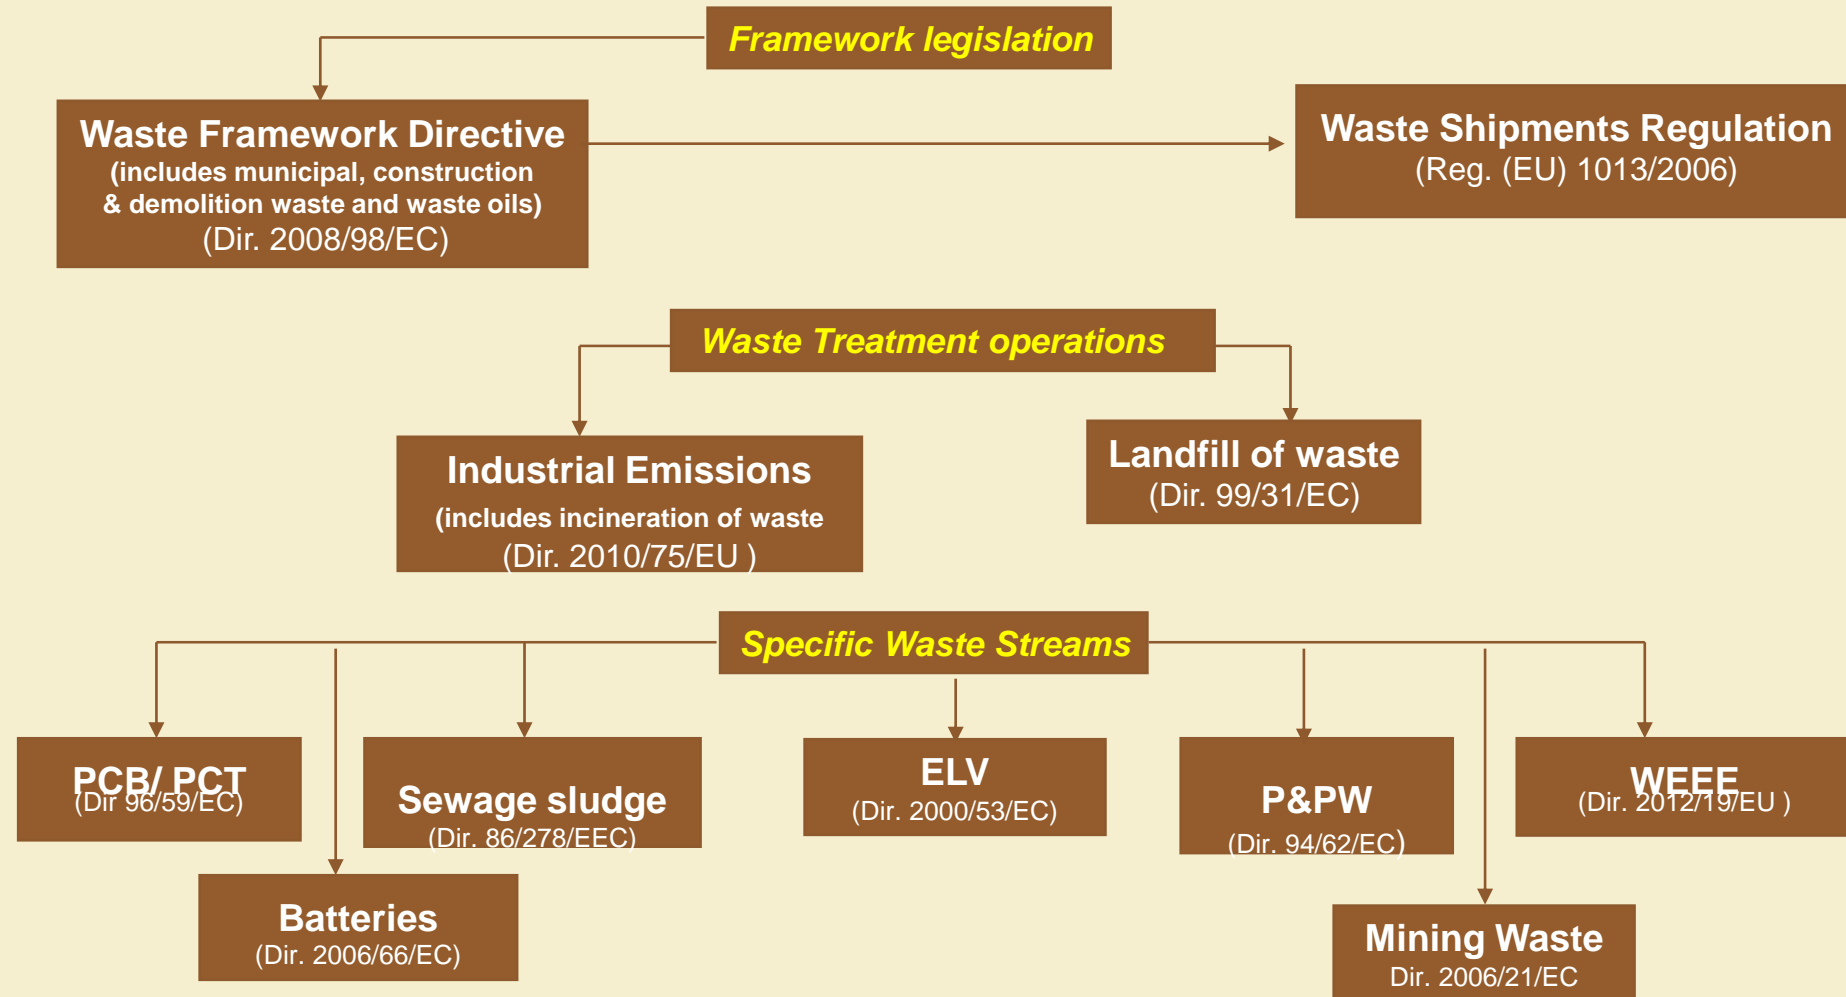 Framework legislation
Waste Framework Directive
(includes municipal, construction
& demolition waste and waste oils)
(Dir. 2008/98/EC)
Waste Shipments Regulation
(Reg. (EU) 1013/2006)
Waste Treatment operations
Industrial Emissions
(includes incineration of waste
(Dir. 2010/75/EU )
Landfill of waste
(Dir. 99/31/EC)
Specific Waste Streams
PCB/ PCT
(Dir 96/59/EC)
Sewage sludge
(Dir. 86/278/EEC)
ELV
(Dir. 2000/53/EC)
P&PW
(Dir. 94/62/EC)
WEEE
(Dir. 2012/19/EU )
Batteries
(Dir. 2006/66/EC)
Mining Waste
Dir. 2006/21/EC